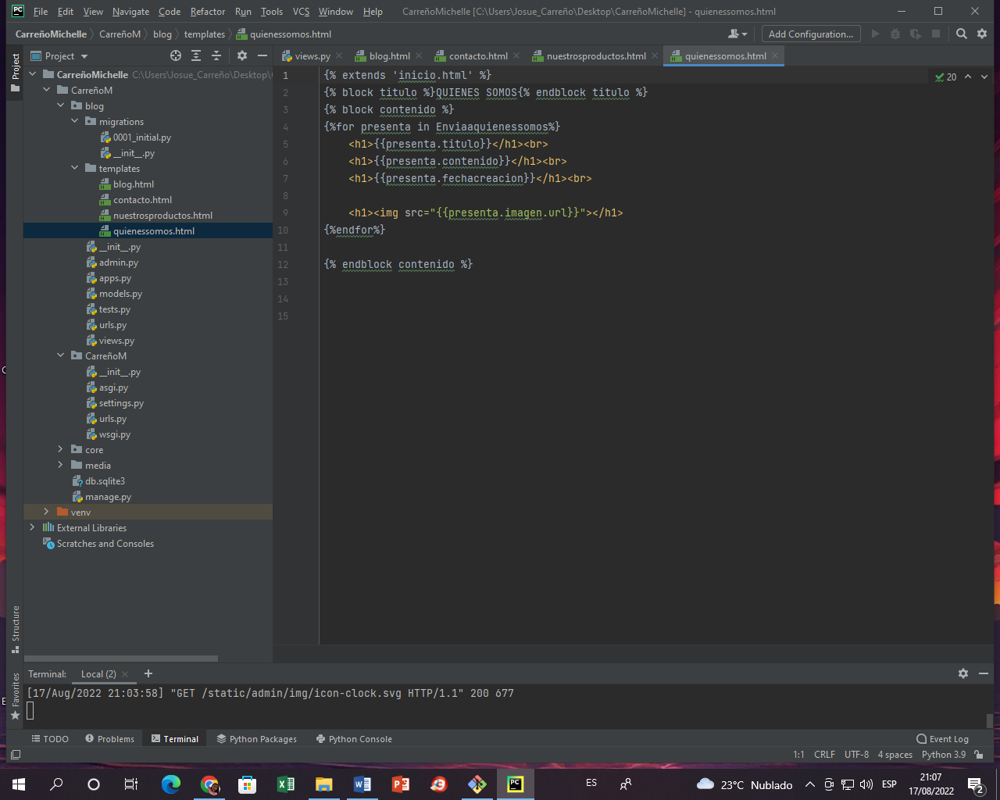 PC File Edit View Navigate Code Refactor Run Tools VCS Window Help CarreñoMichelle [C:\Users\Josue_Carreño\Desktop\CarreñoMichelle] - quienessomos.html
CarreñoMichelle CarreñoM blog templates quienessomos.html Add Configuration...
Project
Project
views.py blog.html contacto.html nuestrosproductos.html quienessomos.html
CarreñoMichelle C:\Users\Josue_Carreño\Desktop\
CarreñoM
blog
migrations
0001_initial.py
__init__.py
templates
blog.html
contacto.html
nuestrosproductos.html
quienessomos.html
__init__.py
admin.py
apps.py
models.py
tests.py
urls.py
views.py
CarreñoM
__init__.py
asgi.py
settings.py
urls.py
wsgi.py
core
media
db.sqlite3
manage.py
venv
External Libraries
Scratches and Consoles
20
1 {% extends 'inicio.html' %}
2 {% block titulo %}QUIENES SOMOS{% endblock titulo %}
3 {% block contenido %}
4 {%for presenta in Enviaaquienessomos%}
5 <h1>{{presenta.titulo}}</h1><br>
6 <h1>{{presenta.contenido}}</h1><br>
7 <h1>{{presenta.fechacreacion}}</h1><br>
8
9 <h1><img src="{{presenta.imagen.url}}"></h1>
10 {%endfor%}
11
12 {% endblock contenido %}
13
14
15
Structure
Favorites
Terminal: Local (2)
[17/Aug/2022 21:03:58] "GET /static/admin/img/icon-clock.svg HTTP/1.1" 200 677
TODO Problems Terminal Python Packages Python Console Event Log
1:1 CRLF UTF-8 4 spaces Python 3.9
ES 23°C Nublado ESP 21:07
17/08/2022 2